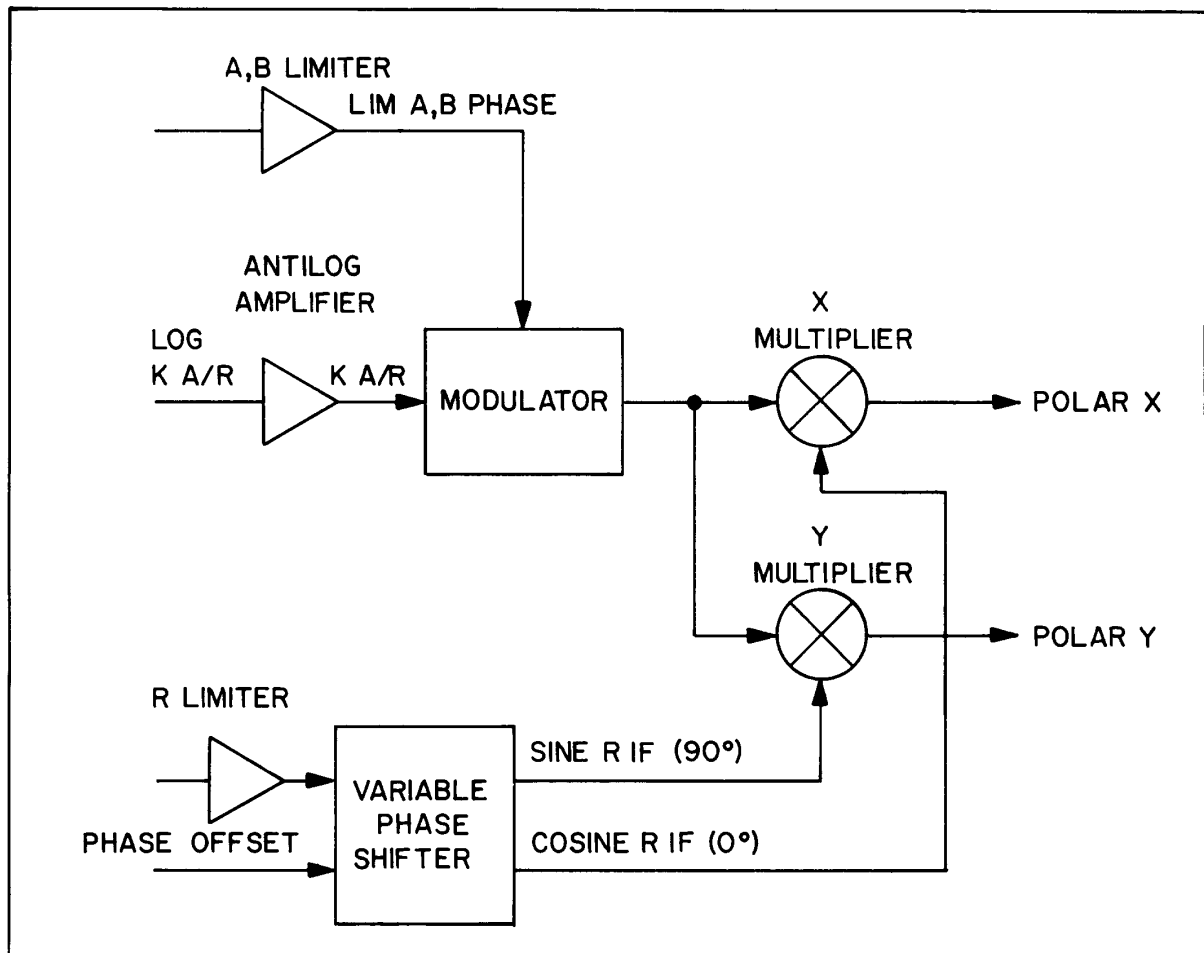 A,B LIMITER
LIM A,B PHASE
ANTILOG
AMPLIFIER
LOG
K A/R
K A/R
MODULATOR
X
MULTIPLIER
POLAR X
Y
MULTIPLIER
POLAR Y
R LIMITER
PHASE OFFSET
VARIABLE
PHASE
SHIFTER
SINE R IF (90°)
COSINE R IF (0°)